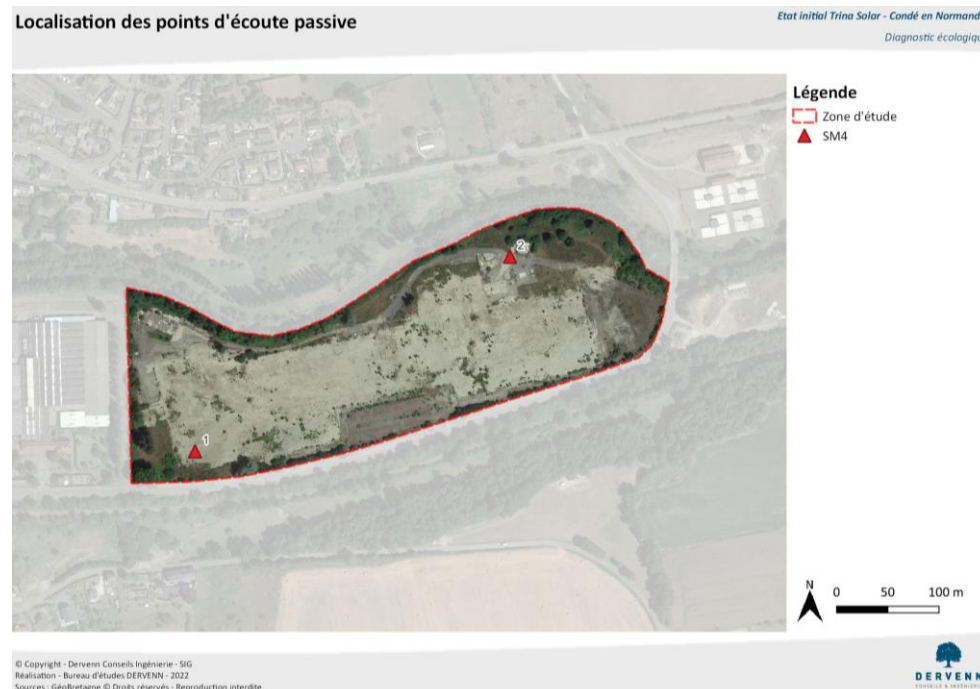 Localisation des points d'écoute passive
Etat initial Trina Solar - Condé en Normand
Diagnostic écologiqu
Légende
Zone d'étude
SM4
2
1
N
0 50 100 m
© Copyright - Dervenn Conseils Ingénierie - SIG
Réalisation - Bureau d'études DERVENN - 2022
Sources : GéoBretagne © Droits réservés - Reproduction interdite
DERVENN
CONSEILS & INGÉNIERIE